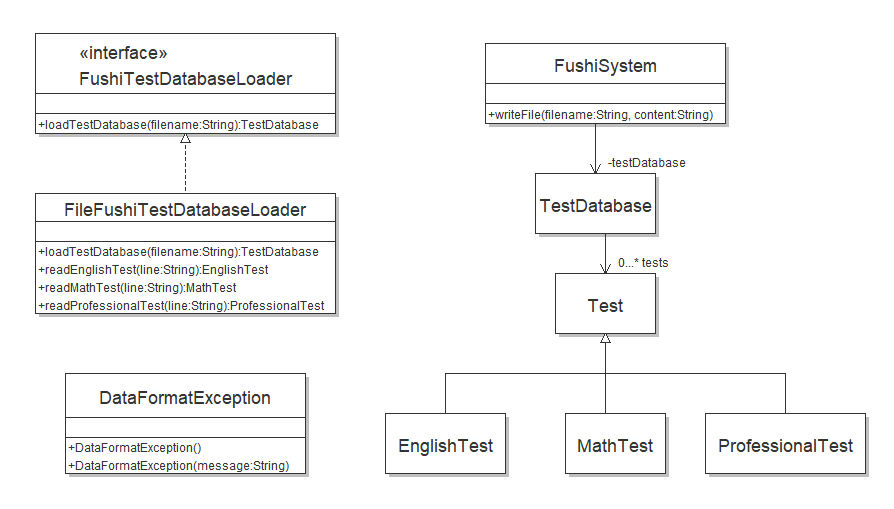 «interface»
FushiTestDatabaseLoader
+loadTestDatabase(filename:String):TestDatabase
FileFushiTestDatabaseLoader
+loadTestDatabase(filename:String):TestDatabase
+readEnglishTest(line:String):EnglishTest
+readMathTest(line:String):MathTest
+readProfessionalTest(line:String):ProfessionalTest
DataFormatException
+DataFormatException()
+DataFormatException(message:String)
FushiSystem
+writeFile(filename:String, content:String)
-testDatabase
TestDatabase
0...* tests
Test
EnglishTest
MathTest
ProfessionalTest